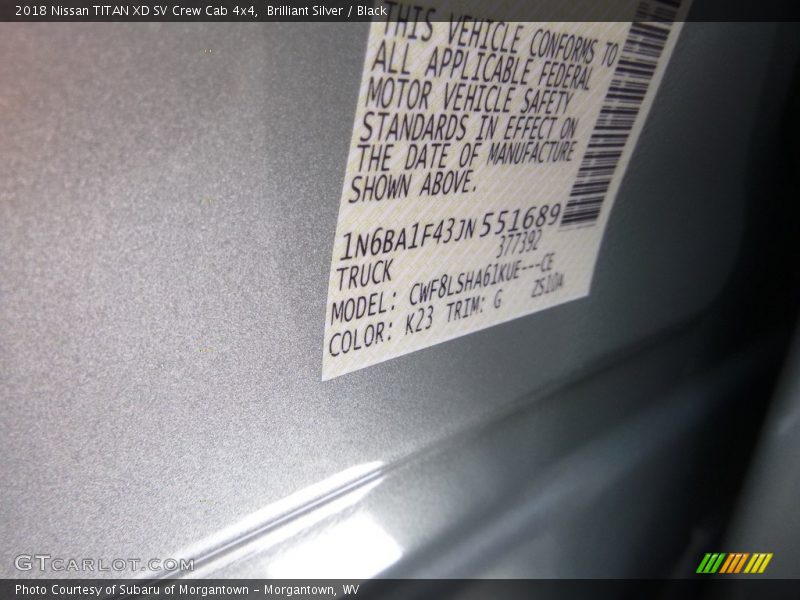 2018 Nissan TITAN XD SV Crew Cab 4x4,  Brilliant Silver / Black
THIS VEHICLE CONFORMS TO
ALL APPLICABLE FEDERAL
MOTOR VEHICLE SAFETY
STANDARDS IN EFFECT ON
THE DATE OF MANUFACTURE
SHOWN ABOVE.
1N6BA1F43JN551689
377392
TRUCK
MODEL: CWF8LSHA61KUE---CE
COLOR: K23 TRIM: G ZS10A
GTCARLOT.COM
Photo Courtesy of Subaru of Morgantown - Morgantown, WV